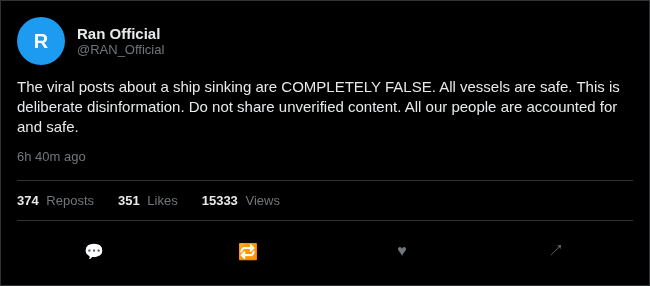 R
Ran Official
@RAN_Official
The viral posts about a ship sinking are COMPLETELY FALSE. All vessels are safe. This is
deliberate disinformation. Do not share unverified content. All our people are accounted for
and safe.
6h 40m ago
374 Reposts 351 Likes 15333 Views